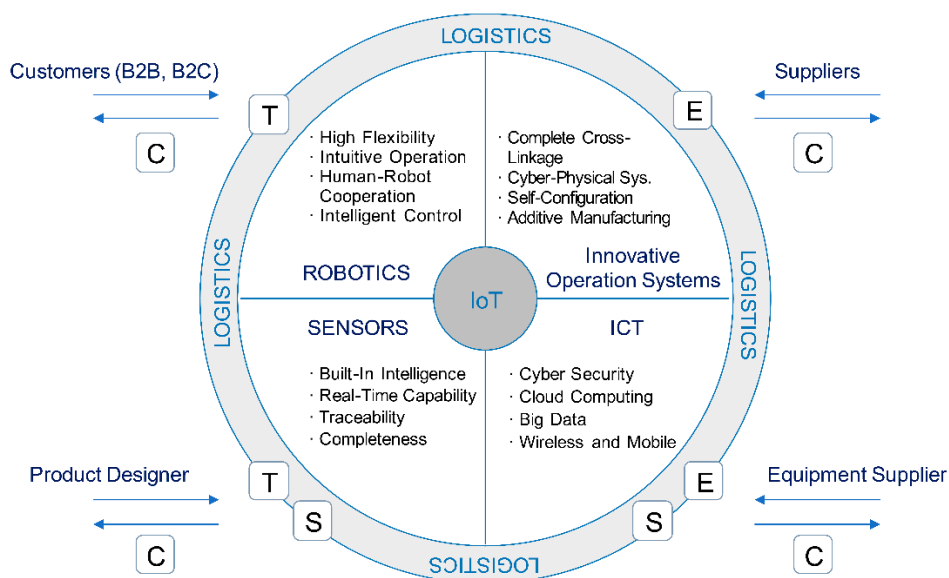 LOGISTICS
Customers (B2B, B2C)
Suppliers
T
E
C
C
· High Flexibility
· Intuitive Operation
· Human-Robot
Cooperation
· Intelligent Control
· Complete Cross-
Linkage
· Cyber-Physical Sys.
· Self-Configuration
· Additive Manufacturing
LOGISTICS
ROBOTICS
Innovative
Operation Systems
LOGISTICS
IoT
SENSORS
ICT
· Built-In Intelligence
· Real-Time Capability
· Traceability
· Completeness
· Cyber Security
· Cloud Computing
· Big Data
· Wireless and Mobile
Product Designer
T
E
Equipment Supplier
S
S
C
C
LOGISTICS